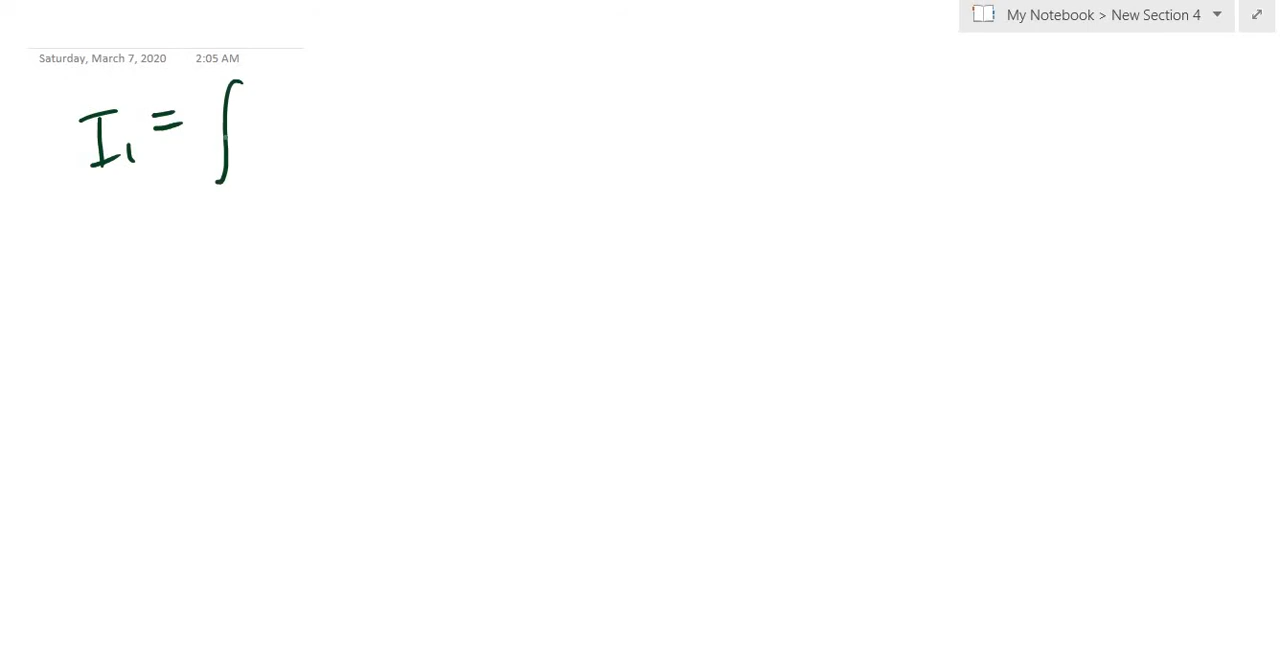 My Notebook > New Section 4
Saturday, March 7, 2020 2:05 AM
I₁ = ∫